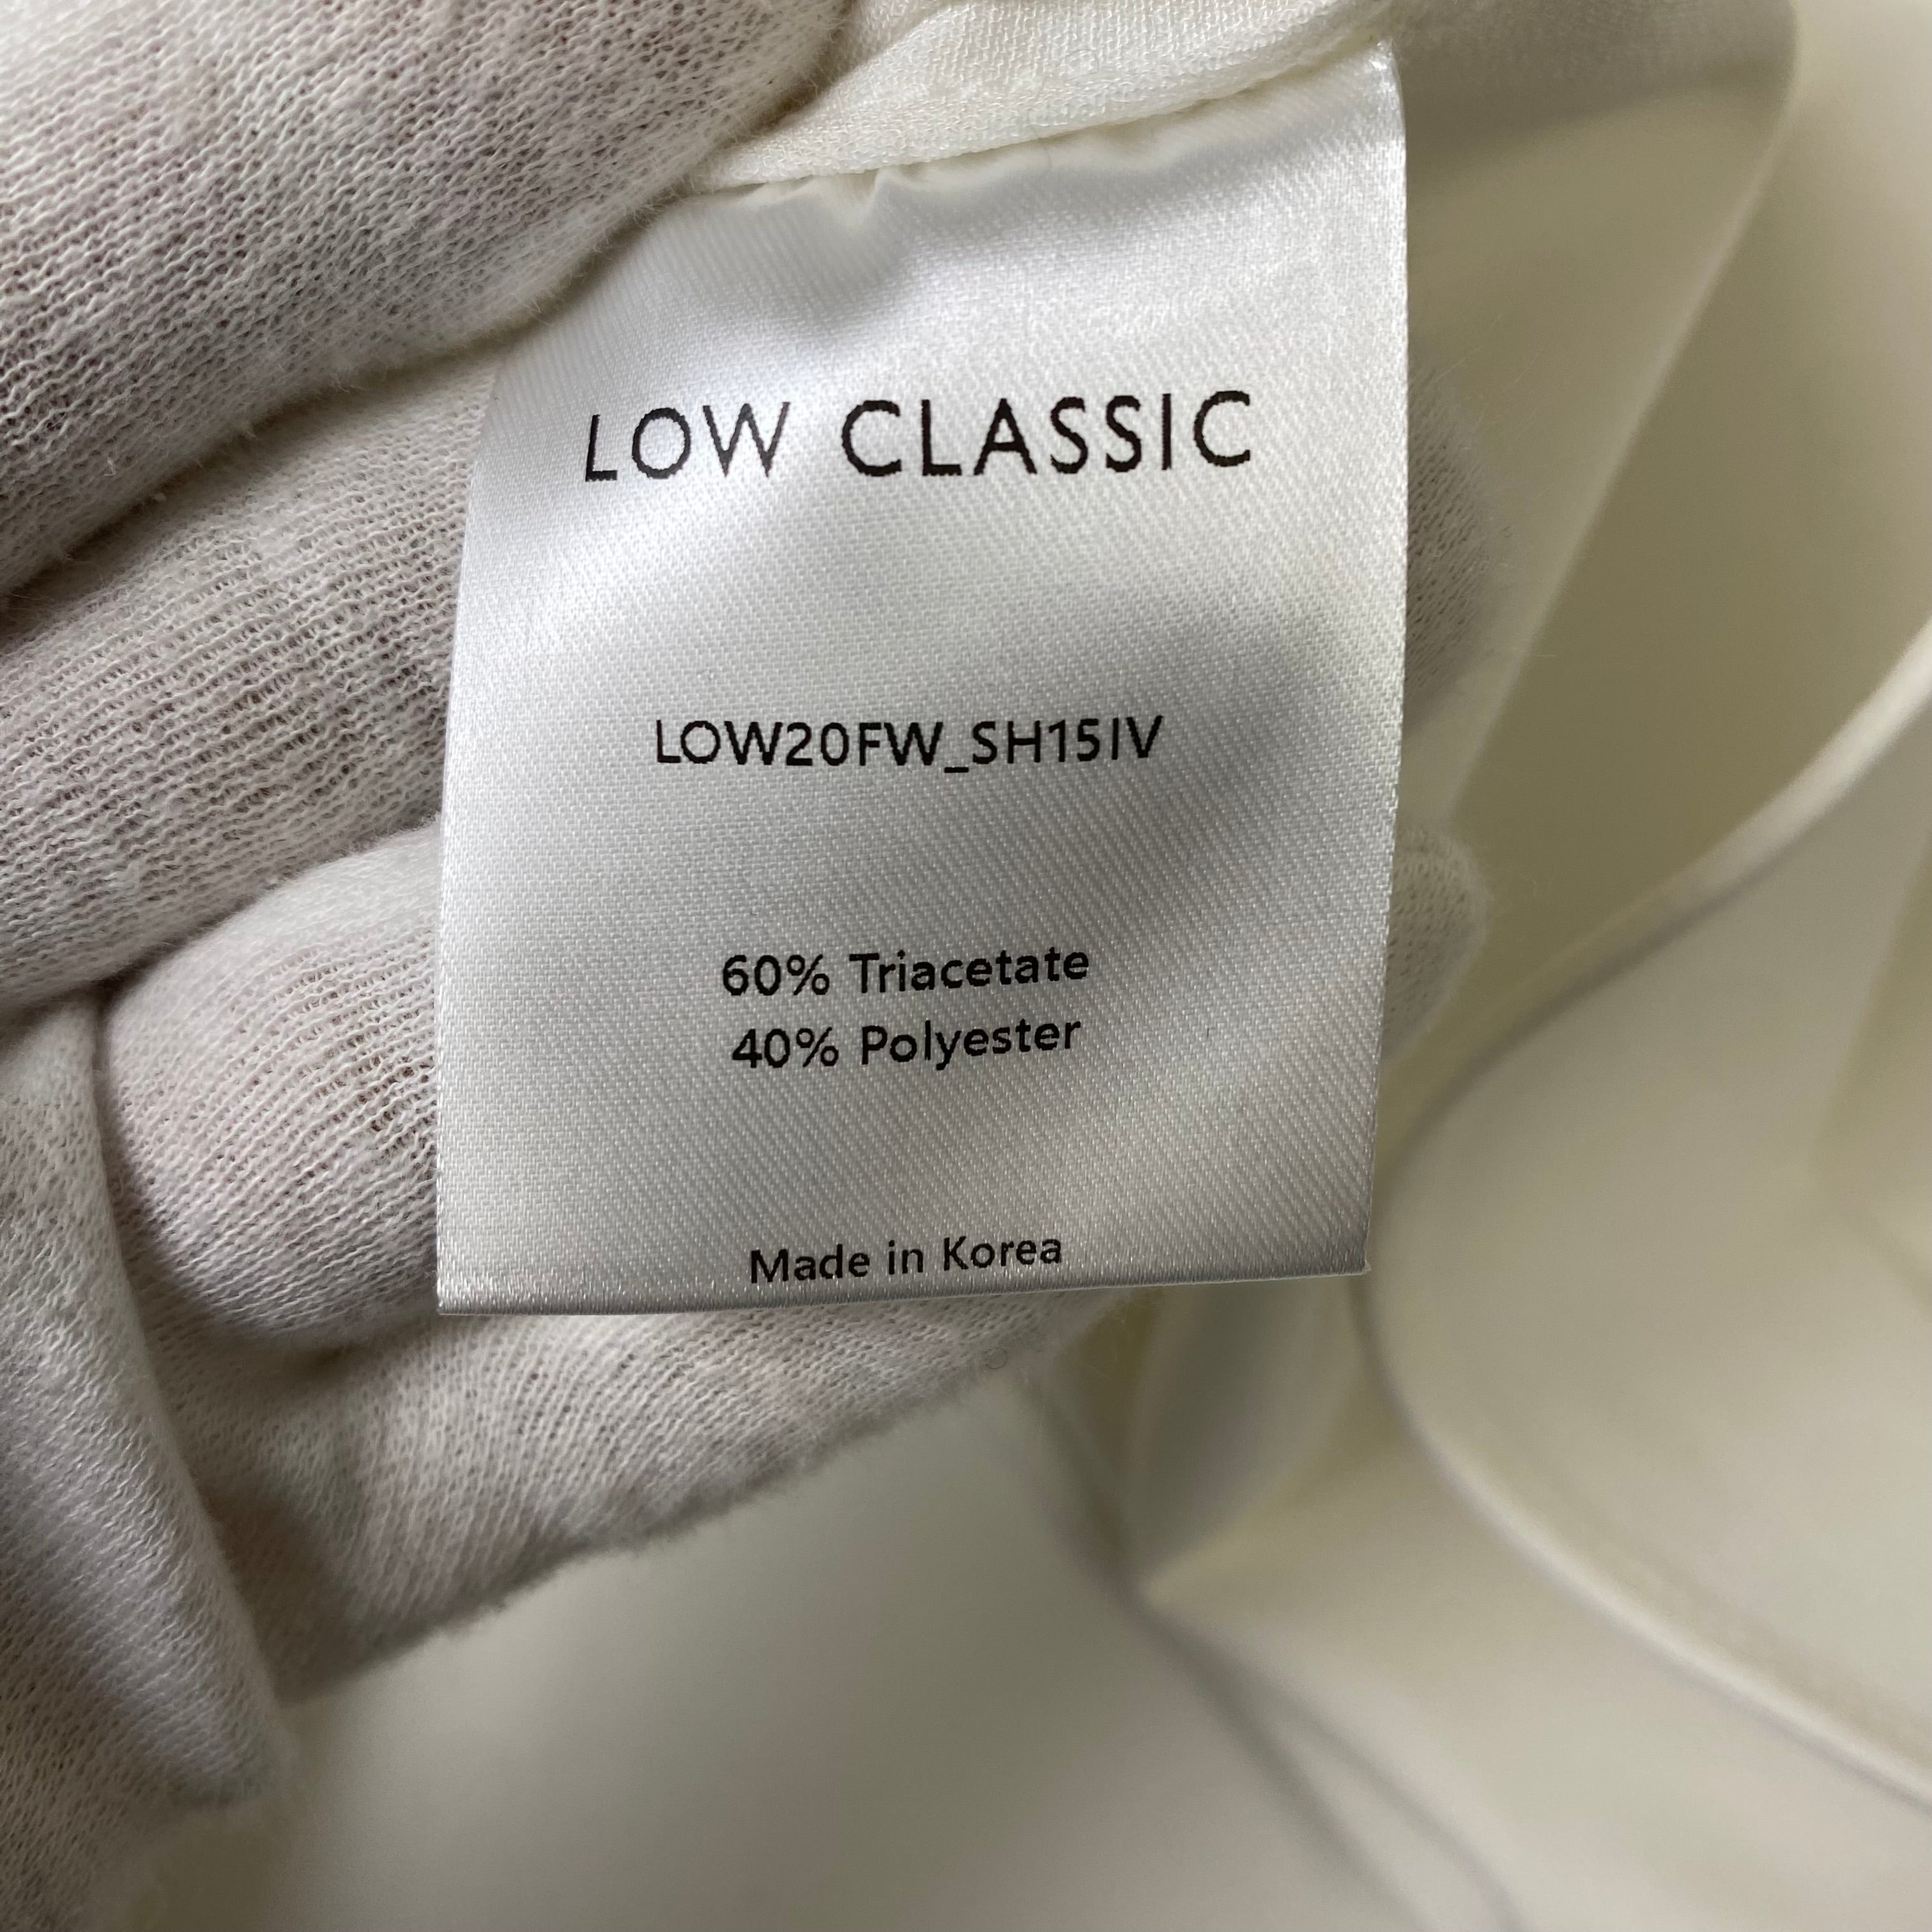 LOW CLASSIC
LOW20FW_SH15IV
60% Triacetate
40% Polyester
Made in Korea